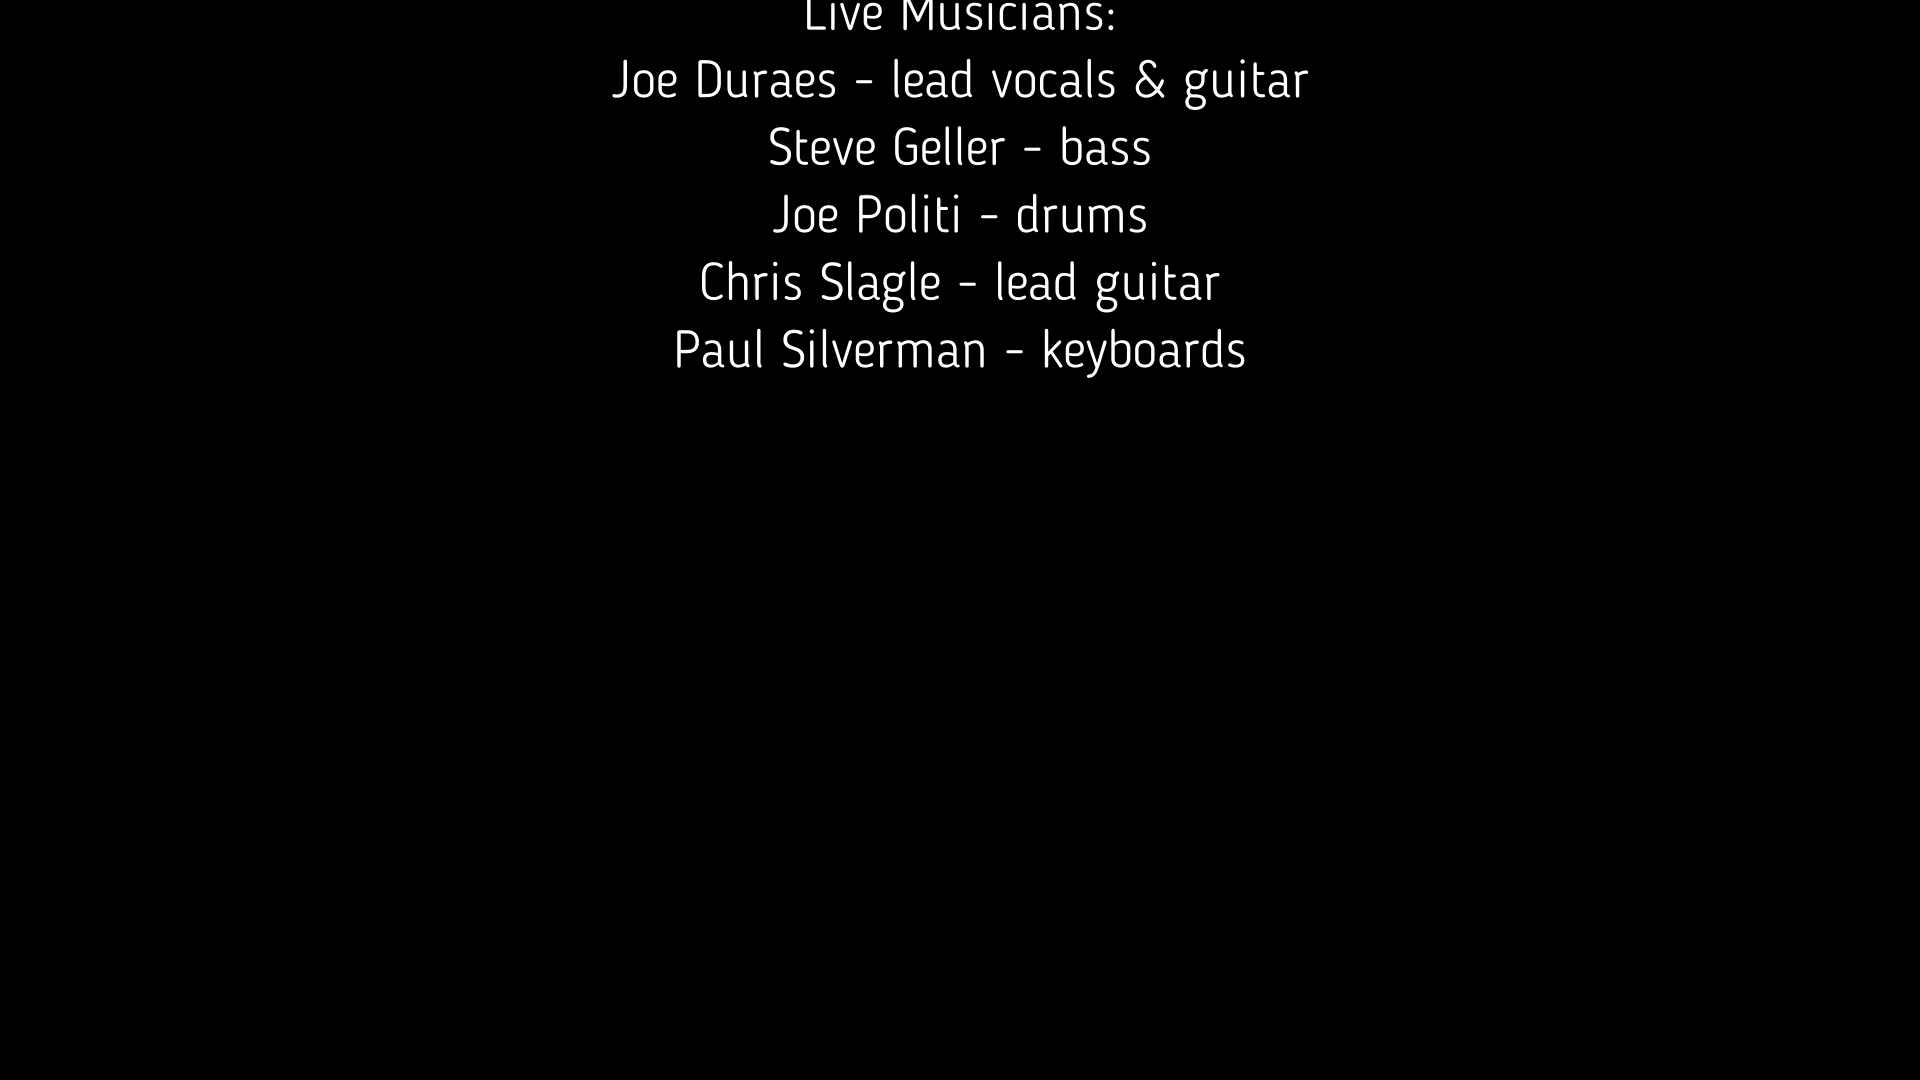 Live Musicians:
Joe Duraes - lead vocals & guitar
Steve Geller - bass
Joe Politi - drums
Chris Slagle - lead guitar
Paul Silverman - keyboards